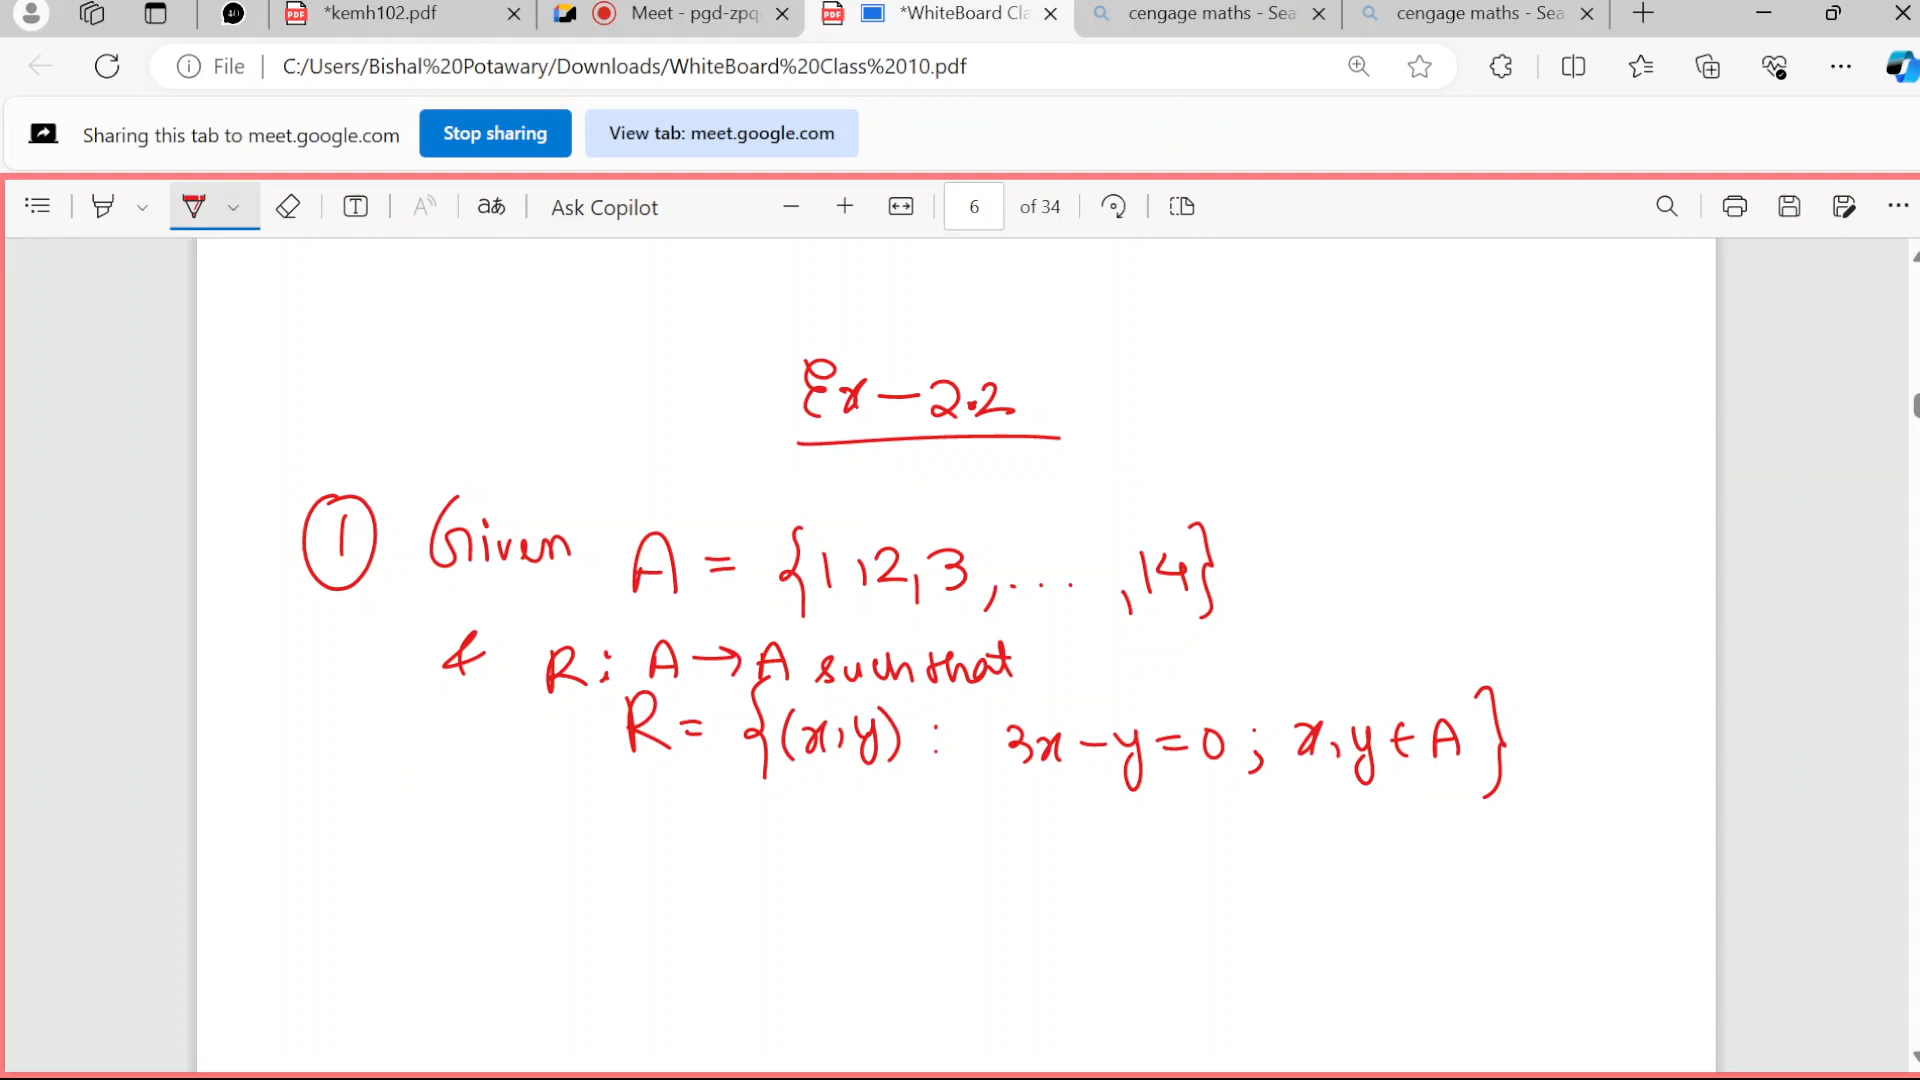 40
*kemh102.pdf
Meet - pgd-zpq
*WhiteBoard Cla
cengage maths - Sea
cengage maths - Sea
File
C:/Users/Bishal%20Potawary/Downloads/WhiteBoard%20Class%2010.pdf
Sharing this tab to meet.google.com
Stop sharing
View tab: meet.google.com
Ask Copilot
6
of 34
Ex - 2.2
① Given A = {1,2,3,...,14}
& R: A→A such that
R = {(x,y) : 3x-y=0; x,y ∈ A}